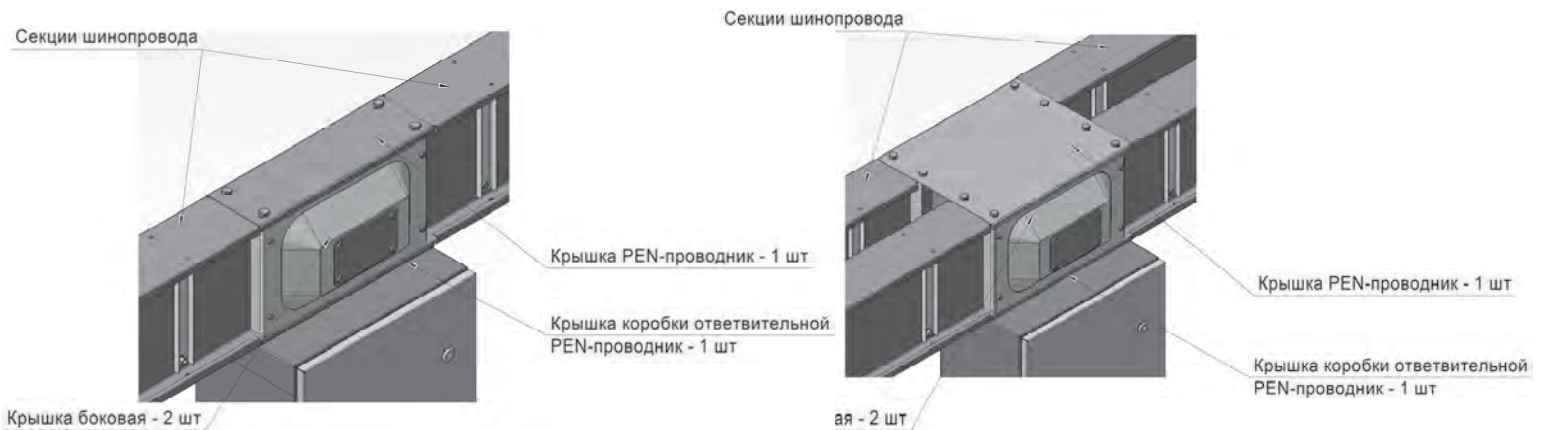 Секции шинопровода
Крышка PEN-проводник - 1 шт
Крышка коробки ответвительной
PEN-проводник - 1 шт
Крышка боковая - 2 шт
Секции шинопровода
Крышка PEN-проводник - 1 шт
Крышка коробки ответвительной
PEN-проводник - 1 шт
ая - 2 шт